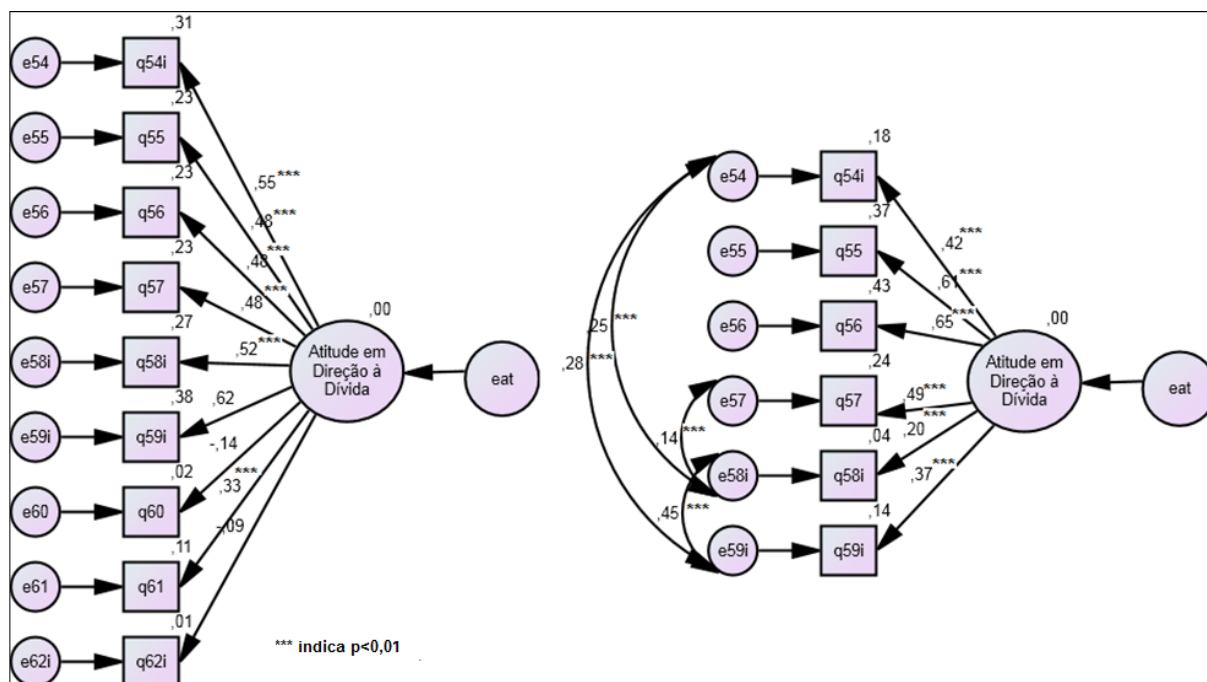 ,31
e54 q54i
,23
e55 q55
,23
e56 q56
,23
e57 q57
,27
e58i q58i
,38
e59i q59i
,02
e60 q60
,11
e61 q61
,01
e62i q62i
,55***
,48***
,48***
,48***
,52***
,62
-,14
,33***
-,09
,00
Atitude em
Direção à
Dívida
eat
*** indica p<0,01
,18
e54 q54i
,37
e55 q55
,43
e56 q56
,24
e57 q57
,04
e58i q58i
,14
e59i q59i
,25***
,28***
,14***
,45***
,42***
,61***
,65***
,49***
,20***
,37***
,00
Atitude em
Direção à
Dívida
eat